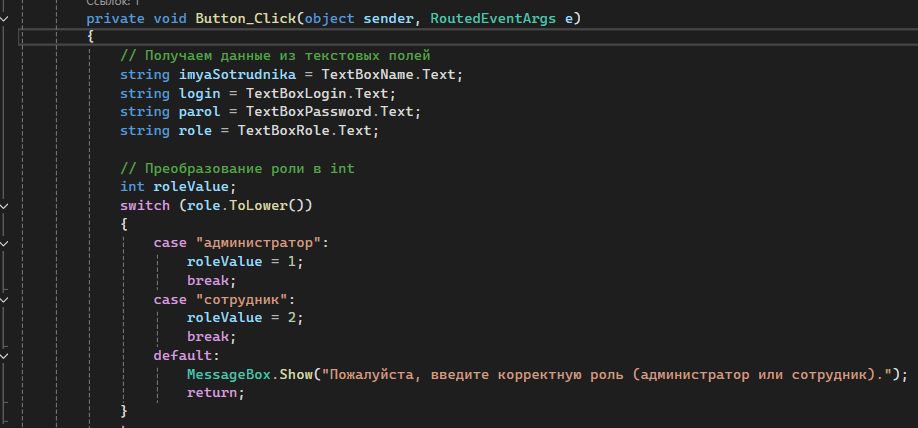 Ссылок: 1
private void Button_Click(object sender, RoutedEventArgs e)
{
// Получаем данные из текстовых полей
string imyaSotrudnika = TextBoxName.Text;
string login = TextBoxLogin.Text;
string parol = TextBoxPassword.Text;
string role = TextBoxRole.Text;
// Преобразование роли в int
int roleValue;
switch (role.ToLower())
{
case "администратор":
roleValue = 1;
break;
case "сотрудник":
roleValue = 2;
break;
default:
MessageBox.Show("Пожалуйста, введите корректную роль (администратор или сотрудник).");
return;
}